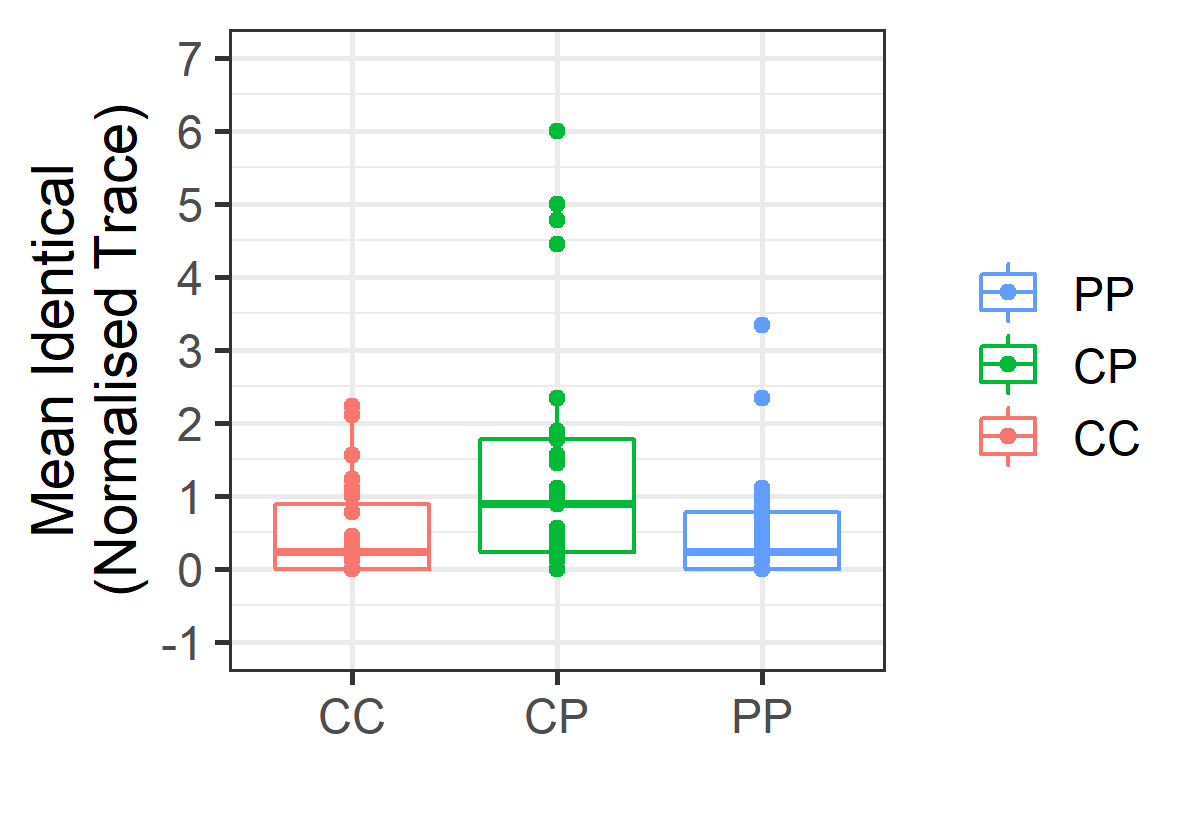 Mean Identical
(Normalised Trace)
7
6
5
4
3
2
1
0
-1
CC CP PP
PP
CP
CC